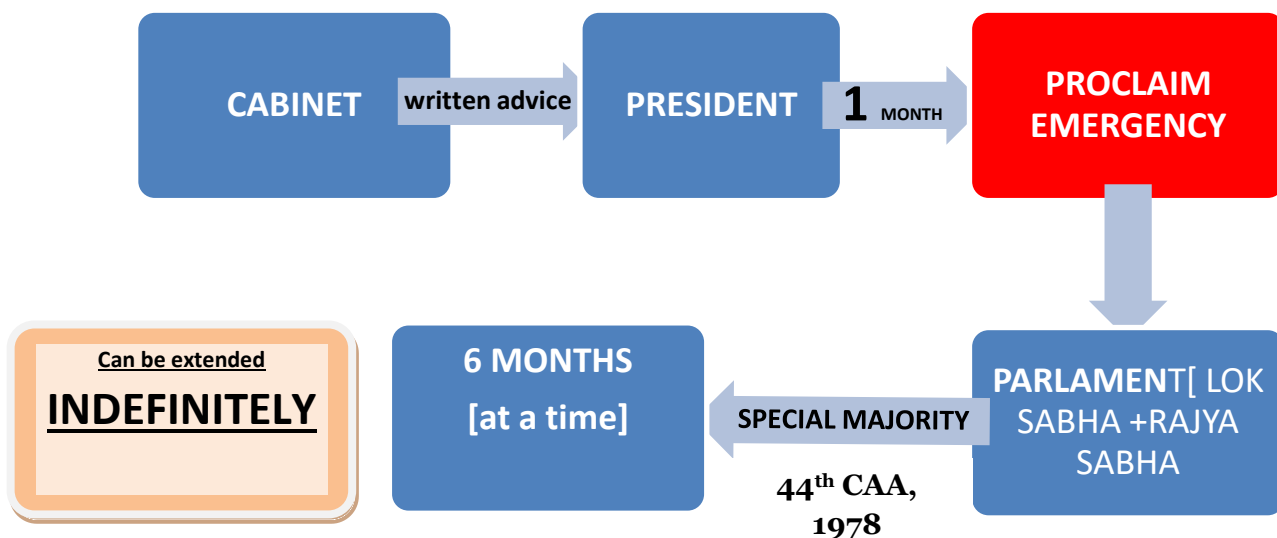 CABINET
written advice
PRESIDENT
1 MONTH
PROCLAIM
EMERGENCY
PARLAMENT[ LOK
SABHA +RAJYA
SABHA
SPECIAL MAJORITY
44th CAA,
1978
6 MONTHS
[at a time]
Can be extended
INDEFINITELY